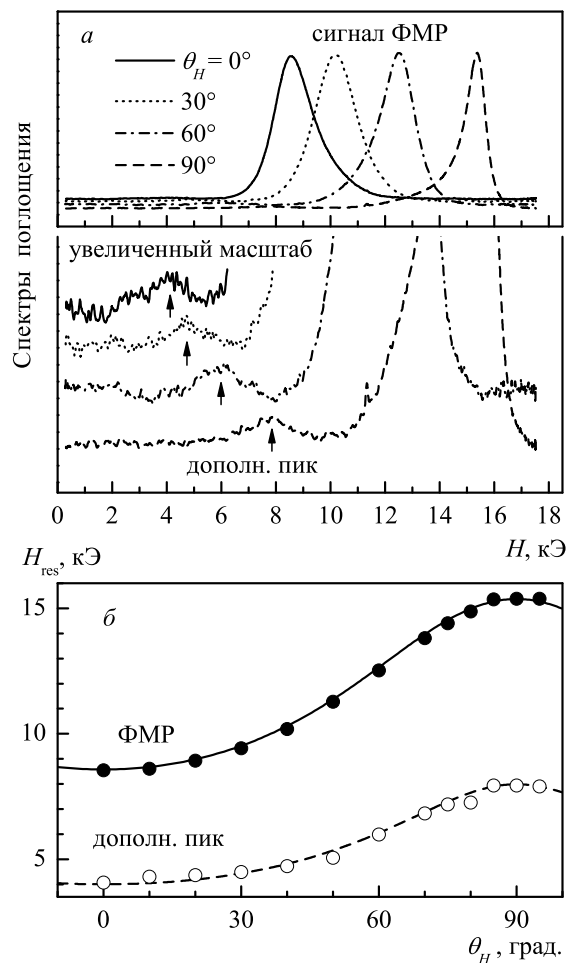 а
сигнал ФМР
θH = 0°
30°
60°
90°
Спектры поглощения
увеличенный масштаб
дополн. пик
0 2 4 6 8 10 12 14 16 18
H, кЭ
Hres, кЭ
б
15
ФМР
10
дополн. пик
5
0 30 60 90
θH , град.